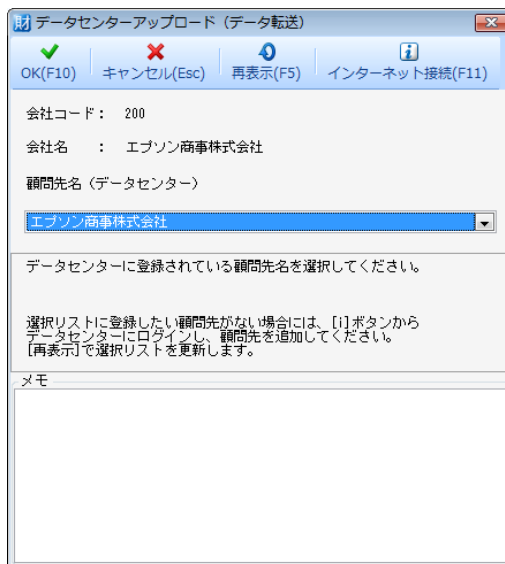 財 データセンターアップロード（データ転送）
OK(F10) キャンセル(Esc) 再表示(F5) インターネット接続(F11)
会社コード： 200
会社名 ： エプソン商事株式会社
顧問先名（データセンター）
エプソン商事株式会社
データセンターに登録されている顧問先名を選択してください。
選択リストに登録したい顧問先がない場合には、[i]ボタンから
データセンターにログインし、顧問先を追加してください。
[再表示]で選択リストを更新します。
メモ